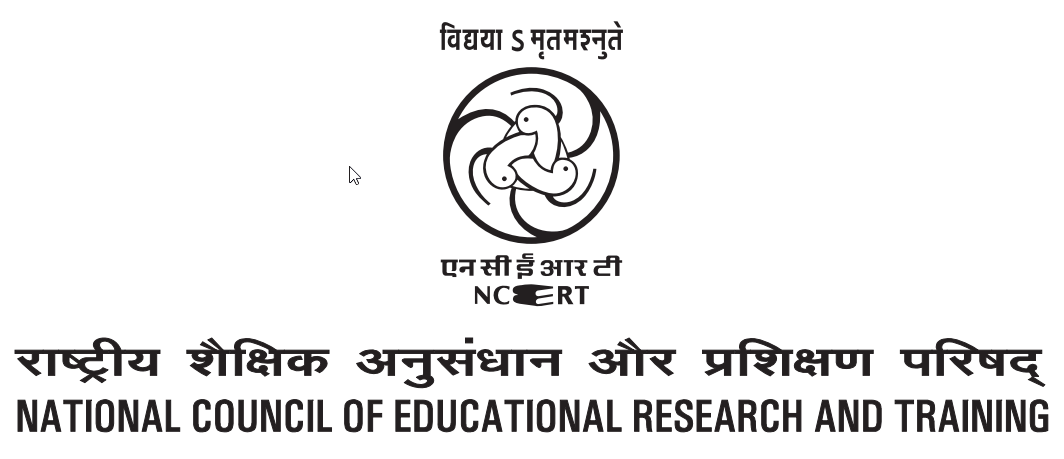 विद्यया S मृतमश्नुते
एन सी ई आर टी
NCERT
राष्ट्रीय शैक्षिक अनुसंधान और प्रशिक्षण परिषद्
NATIONAL COUNCIL OF EDUCATIONAL RESEARCH AND TRAINING